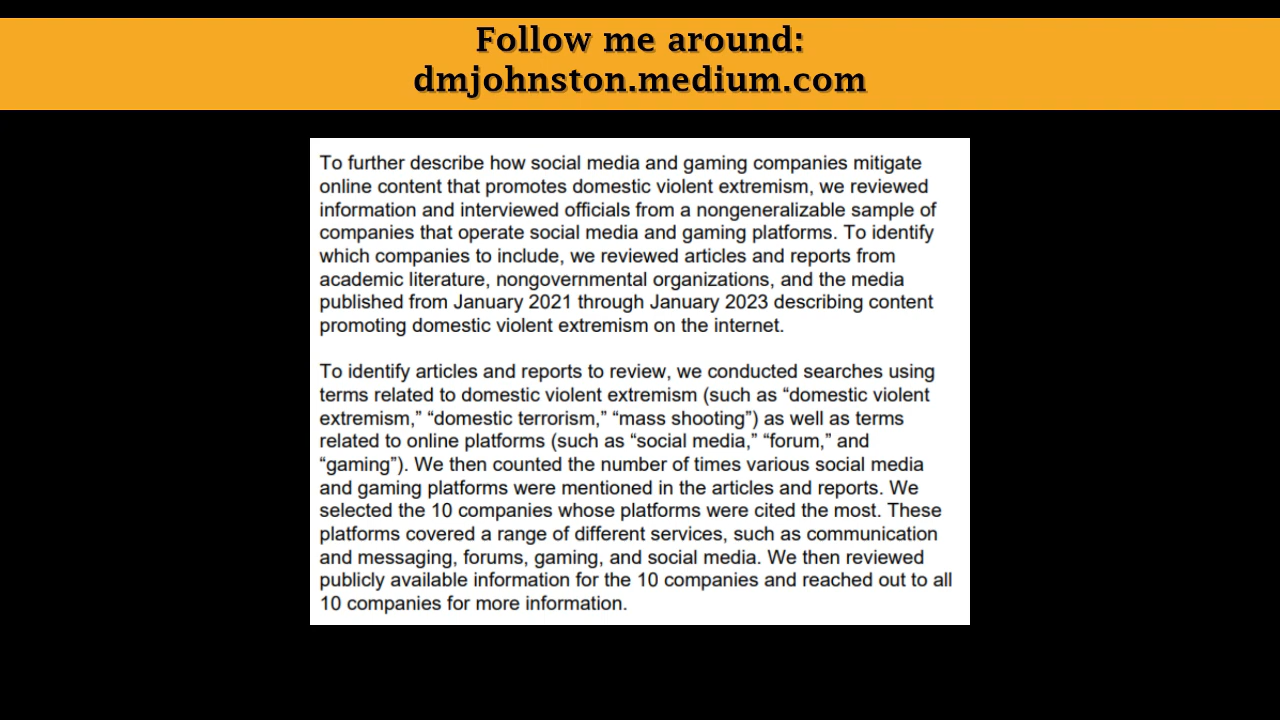 Follow me around:
dmjohnston.medium.com
To further describe how social media and gaming companies mitigate
online content that promotes domestic violent extremism, we reviewed
information and interviewed officials from a nongeneralizable sample of
companies that operate social media and gaming platforms. To identify
which companies to include, we reviewed articles and reports from
academic literature, nongovernmental organizations, and the media
published from January 2021 through January 2023 describing content
promoting domestic violent extremism on the internet.
To identify articles and reports to review, we conducted searches using
terms related to domestic violent extremism (such as “domestic violent
extremism,” “domestic terrorism,” “mass shooting”) as well as terms
related to online platforms (such as “social media,” “forum,” and
“gaming”). We then counted the number of times various social media
and gaming platforms were mentioned in the articles and reports. We
selected the 10 companies whose platforms were cited the most. These
platforms covered a range of different services, such as communication
and messaging, forums, gaming, and social media. We then reviewed
publicly available information for the 10 companies and reached out to all
10 companies for more information.